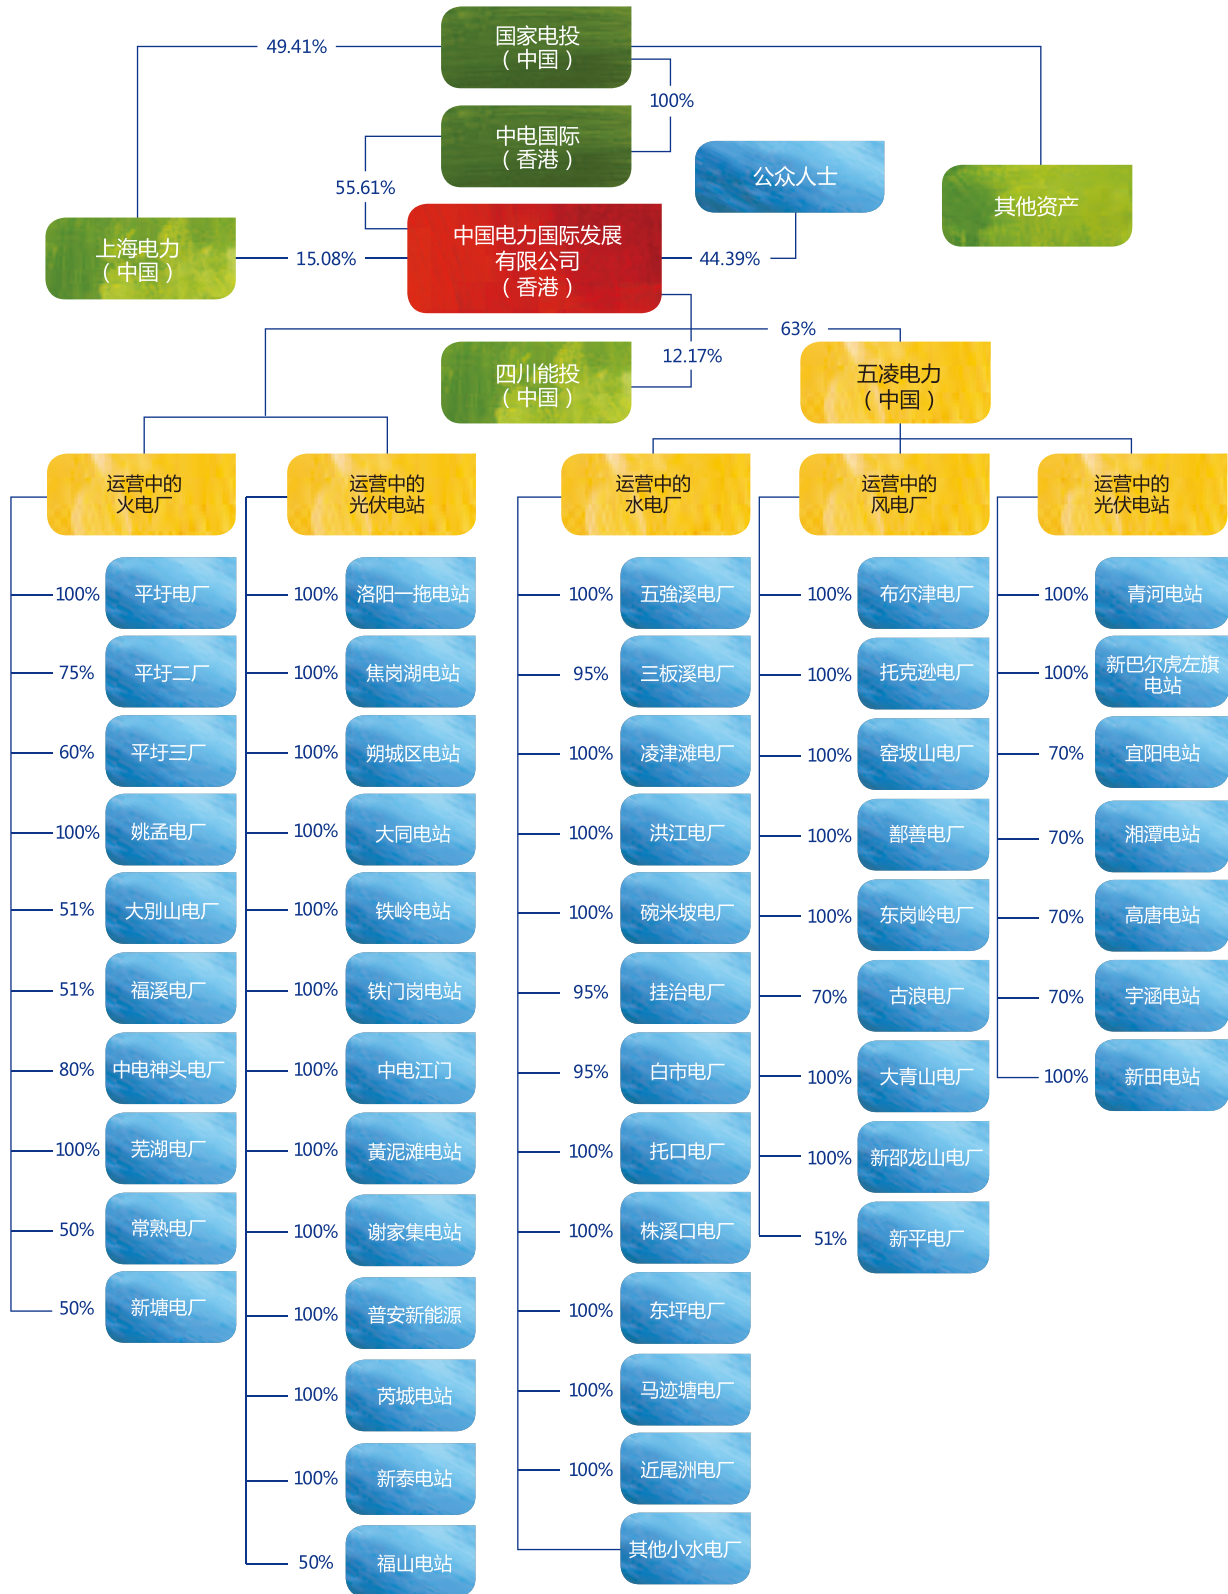 国家电投
（中国）
49.41%
100%
中电国际
（香港）
55.61%
公众人士
其他资产
上海电力
（中国）
15.08%
中国电力国际发展
有限公司
（香港）
44.39%
63%
12.17%
四川能投
（中国）
五凌电力
（中国）
运营中的
火电厂
100%
平圩电厂
75%
平圩二厂
60%
平圩三厂
100%
姚孟电厂
51%
大別山电厂
51%
福溪电厂
80%
中电神头电厂
100%
芜湖电厂
50%
常熟电厂
50%
新塘电厂
运营中的
光伏电站
100%
洛阳一拖电站
100%
焦岗湖电站
100%
朔城区电站
100%
大同电站
100%
铁岭电站
100%
铁门岗电站
100%
中电江门
100%
黃泥滩电站
100%
谢家集电站
100%
普安新能源
100%
芮城电站
100%
新泰电站
50%
福山电站
运营中的
水电厂
100%
五強溪电厂
95%
三板溪电厂
100%
凌津滩电厂
100%
洪江电厂
100%
碗米坡电厂
95%
挂治电厂
95%
白市电厂
100%
托口电厂
100%
株溪口电厂
100%
东坪电厂
100%
马迹塘电厂
100%
近尾洲电厂
其他小水电厂
运营中的
风电厂
100%
布尔津电厂
100%
托克逊电厂
100%
窑坡山电厂
100%
鄯善电厂
100%
东岗岭电厂
70%
古浪电厂
100%
大青山电厂
100%
新邵龙山电厂
51%
新平电厂
运营中的
光伏电站
100%
青河电站
100%
新巴尔虎左旗
电站
70%
宜阳电站
70%
湘潭电站
70%
高唐电站
70%
宇涵电站
100%
新田电站